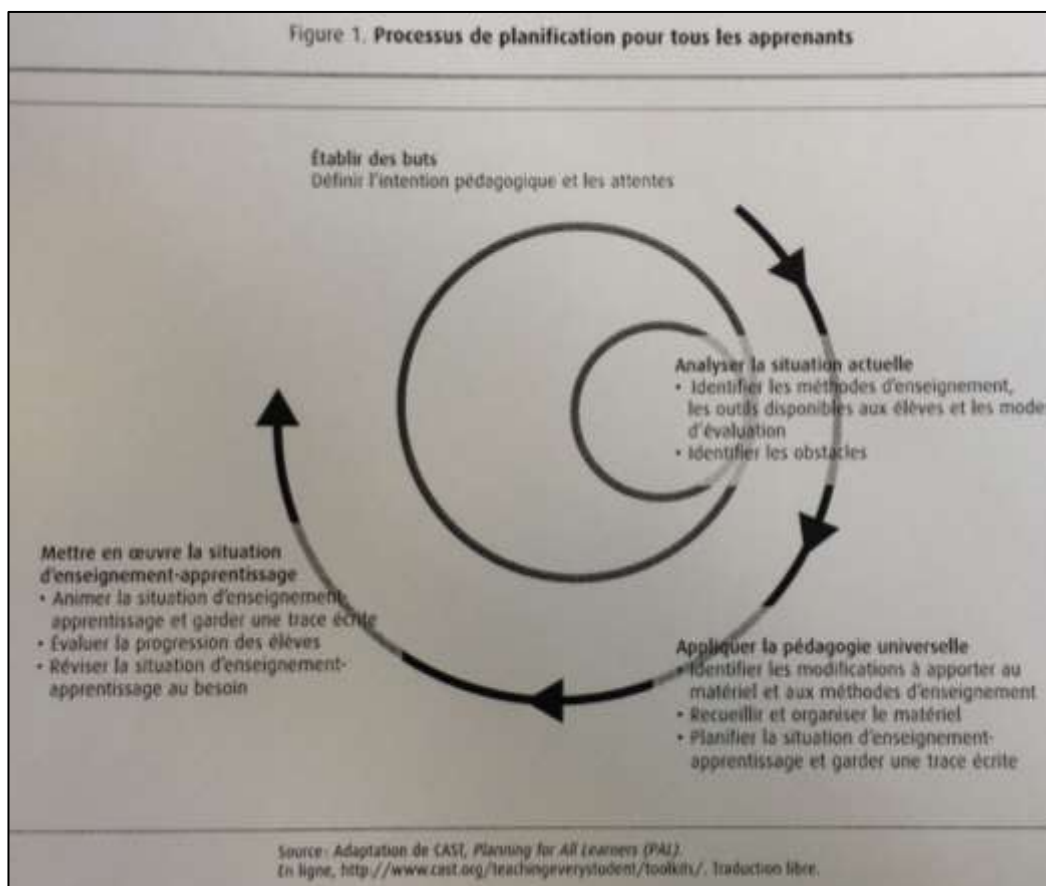 Figure 1. Processus de planification pour tous les apprenants
Établir des buts
Définir l'intention pédagogique et les attentes
Analyser la situation actuelle
• Identifier les méthodes d'enseignement,
les outils disponibles aux élèves et les mode
d'évaluation
• Identifier les obstacles
Appliquer la pédagogie universelle
• Identifier les modifications à apporter au
matériel et aux méthodes d'enseignement
• Recueillir et organiser le matériel
• Planifier la situation d'enseignement-
apprentissage et garder une trace écrite
Mettre en œuvre la situation
d'enseignement-apprentissage
• Animer la situation d'enseignement-
apprentissage et garder une trace écrite
• Évaluer la progression des élèves
• Réviser la situation d'enseignement-
apprentissage au besoin
Source: Adaptation de CAST, Planning for All Learners (PAL).
En ligne, http://www.cast.org/teachingeverystudent/toolkits/. Traduction libre.